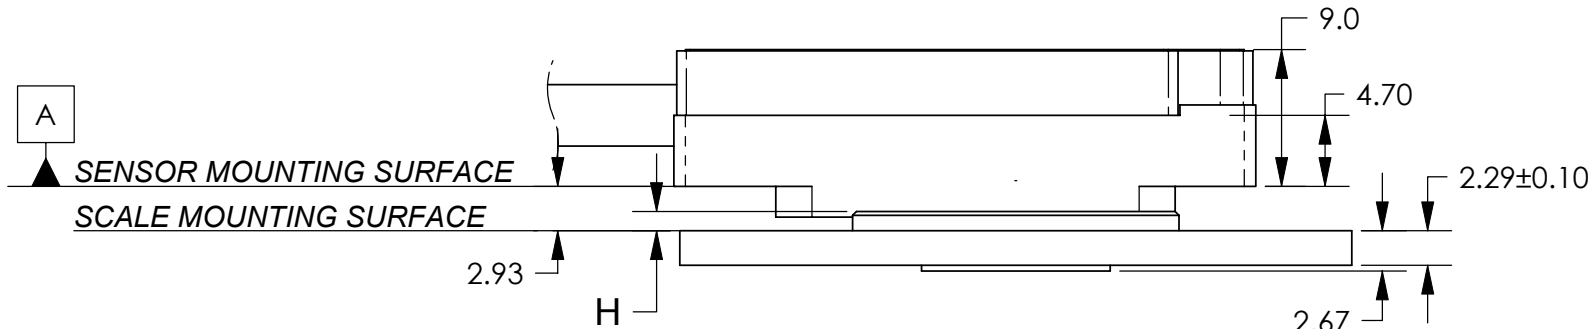 9.0
4.70
A
SENSOR MOUNTING SURFACE
2.29±0.10
SCALE MOUNTING SURFACE
2.93
H
2.67